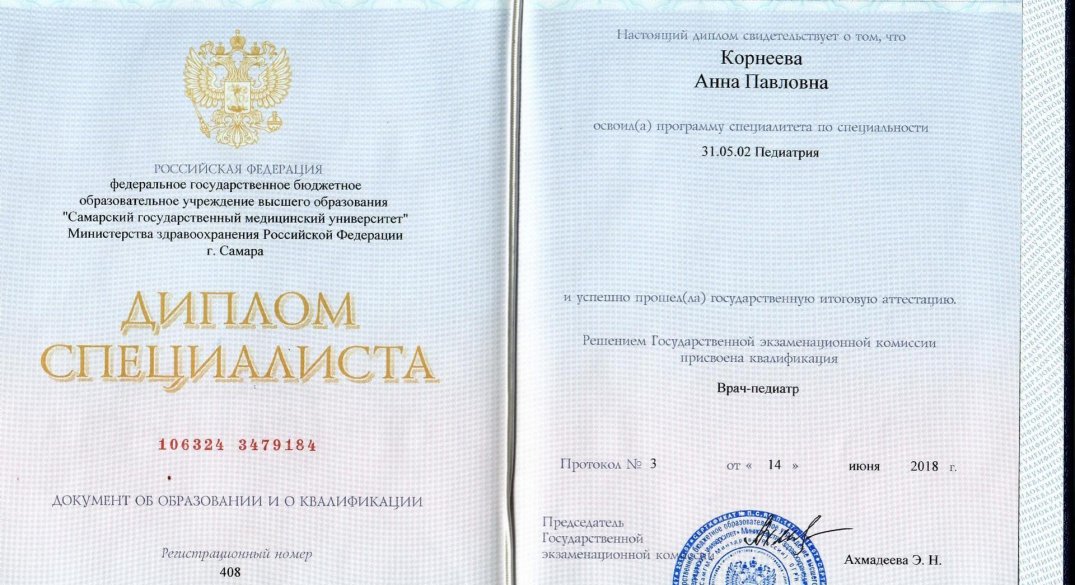 РОССИЙСКАЯ ФЕДЕРАЦИЯ
федеральное государственное бюджетное
образовательное учреждение высшего образования
"Самарский государственный медицинский университет"
Министерства здравоохранения Российской Федерации
г. Самара
ДИПЛОМ
СПЕЦИАЛИСТА
106324 3479184
ДОКУМЕНТ ОБ ОБРАЗОВАНИИ И О КВАЛИФИКАЦИИ
Регистрационный номер
408
Настоящий диплом свидетельствует о том, что
Корнеева
Анна Павловна
освоил(а) программу специалитета по специальности
31.05.02 Педиатрия
и успешно прошел(ла) государственную итоговую аттестацию.
Решением Государственной экзаменационной комиссии
присвоена квалификация
Врач-педиатр
Протокол № 3 от « 14 » июня 2018 г.
Председатель
Государственной
экзаменационной
Ахмадеева Э. Н.